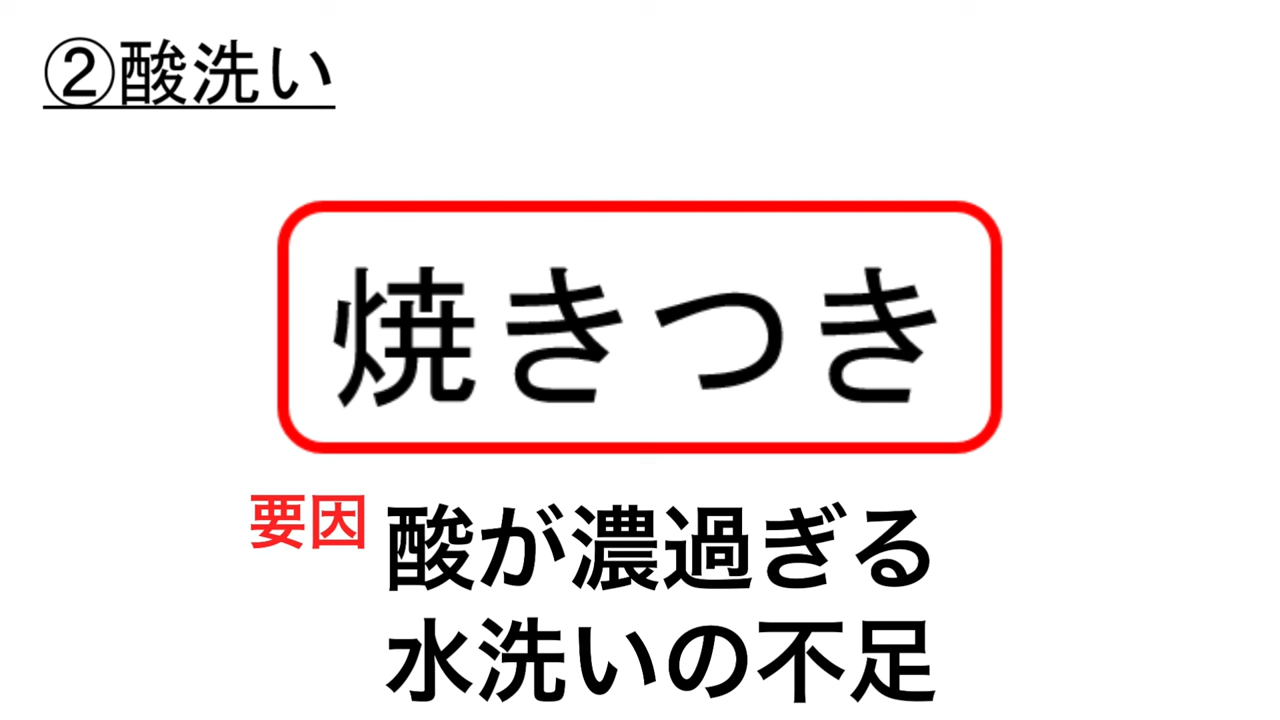 ②酸洗い
焼きつき
要因
酸が濃過ぎる
水洗いの不足